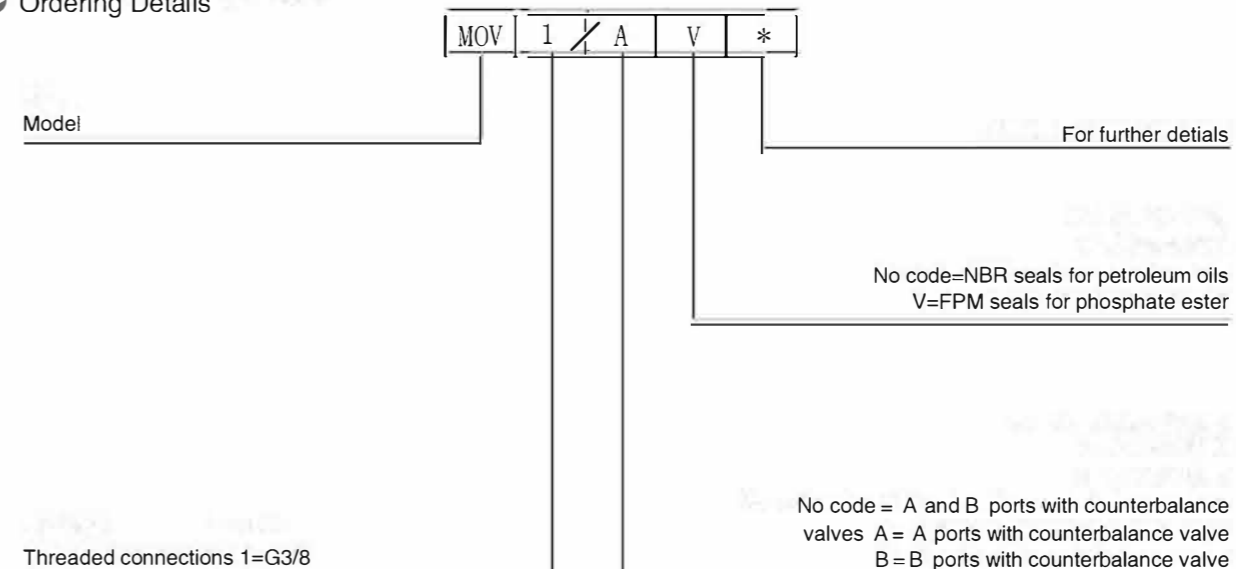 Ordering Details
MOV 1 / A V *
Model
For further detials
No code=NBR seals for petroleum oils
V=FPM seals for phosphate ester
No code = A and B ports with counterbalance
valves A = A ports with counterbalance valve
Threaded connections 1=G3/8
B=B ports with counterbalance valve